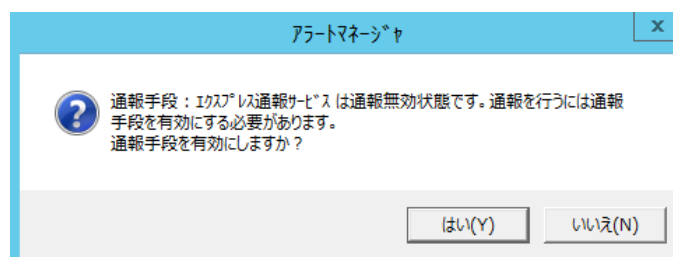 アラートマネージャ
x
通報手段：エクスプレス通報サービス は通報無効状態です。通報を行うには通報
手段を有効にする必要があります。
通報手段を有効にしますか？
はい(Y)
いいえ(N)